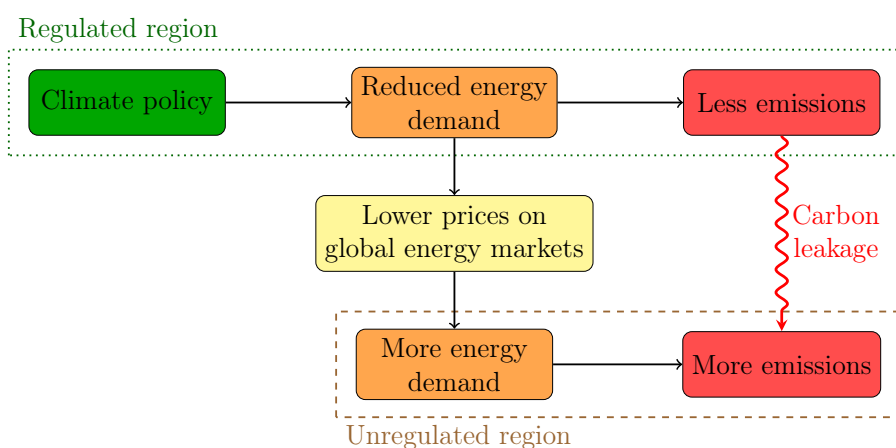 Regulated region
Climate policy
Reduced energy
demand
Less emissions
Lower prices on
global energy markets
Carbon
leakage
More energy
demand
More emissions
Unregulated region